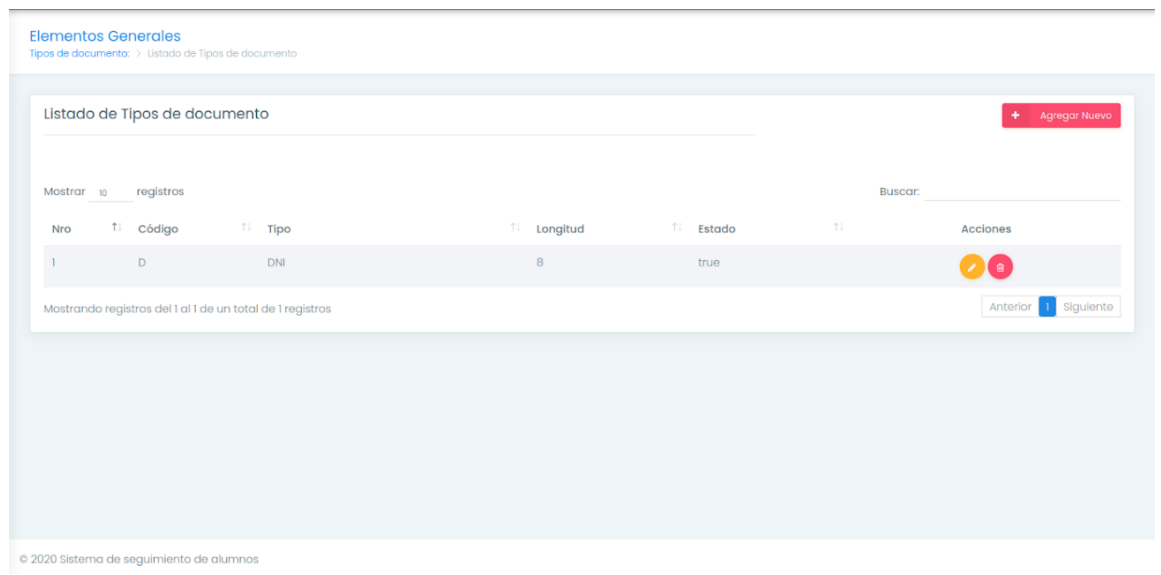 Elementos Generales
Tipos de documento: > Listado de Tipos de documento
Listado de Tipos de documento
+ Agregar Nuevo
Mostrar 10 registros Buscar:
Nro ↑↓ Código ↑↓ Tipo ↑↓ Longitud ↑↓ Estado ↑↓ Acciones
1 D DNI 8 true
Mostrando registros del 1 al 1 de un total de 1 registros Anterior 1 Siguiente
© 2020 Sistema de seguimiento de alumnos